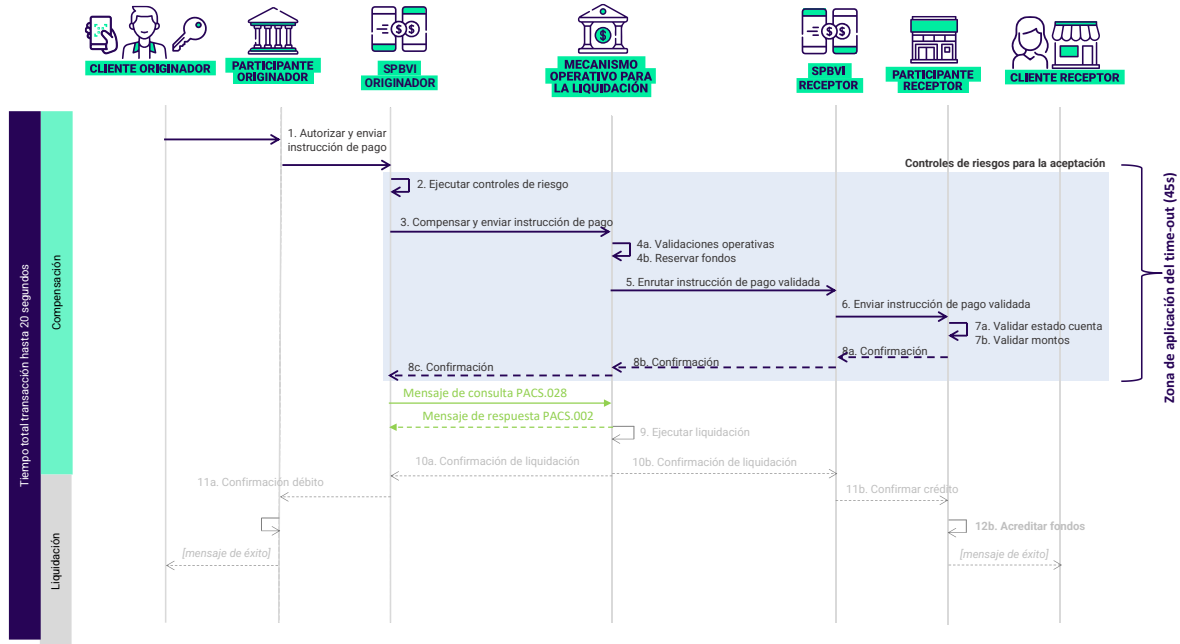 CLIENTE ORIGINADOR
PARTICIPANTE
ORIGINADOR
SPBVI
ORIGINADOR
MECANISMO
OPERATIVO PARA
LA LIQUIDACIÓN
SPBVI
RECEPTOR
PARTICIPANTE
RECEPTOR
CLIENTE RECEPTOR
Tiempo total transacción hasta 20 segundos
Compensación
Liquidación
1. Autorizar y enviar
instrucción de pago
Controles de riesgos para la aceptación
2. Ejecutar controles de riesgo
3. Compensar y enviar instrucción de pago
4a. Validaciones operativas
4b. Reservar fondos
5. Enrutar instrucción de pago validada
6. Enviar instrucción de pago validada
7a. Validar estado cuenta
7b. Validar montos
8a. Confirmación
8b. Confirmación
8c. Confirmación
Zona de aplicación del time-out (45s)
Mensaje de consulta PACS.028
Mensaje de respuesta PACS.002
9. Ejecutar liquidación
10a. Confirmación de liquidación
10b. Confirmación de liquidación
11a. Confirmación débito
11b. Confirmar crédito
12b. Acreditar fondos
[mensaje de éxito]
[mensaje de éxito]